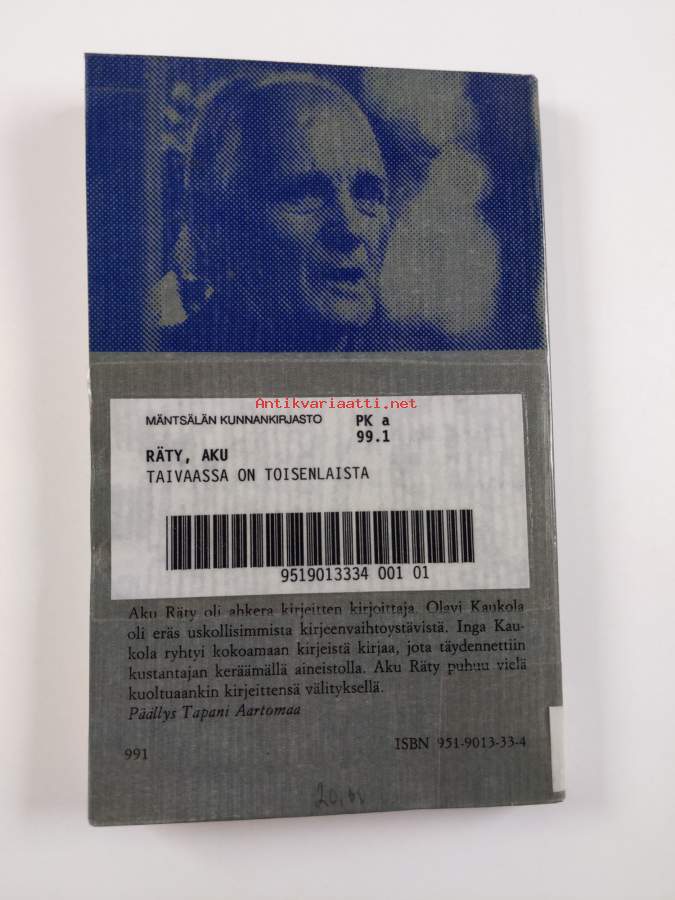 Antikvariaatti.net
MÄNTSÄLÄN KUNNANKIRJASTO PK a
99.1
RÄTY, AKU
TAIVAASSA ON TOISENLAISTA
9519013334 001 01
Aku Räty oli ahkera kirjeitten kirjoittaja. Olavi Kaukola
oli eräs uskollisimmista kirjeenvaihtoystävistä. Inga Kau-
kola ryhtyi kokoamaan kirjeistä kirjaa, jota täydennettiin
kustantajan keräämällä aineistolla. Aku Räty puhuu vielä
kuoltuaankin kirjeittensä välityksellä.
Päällys Tapani Aartomaa
991 ISBN 951-9013-33-4